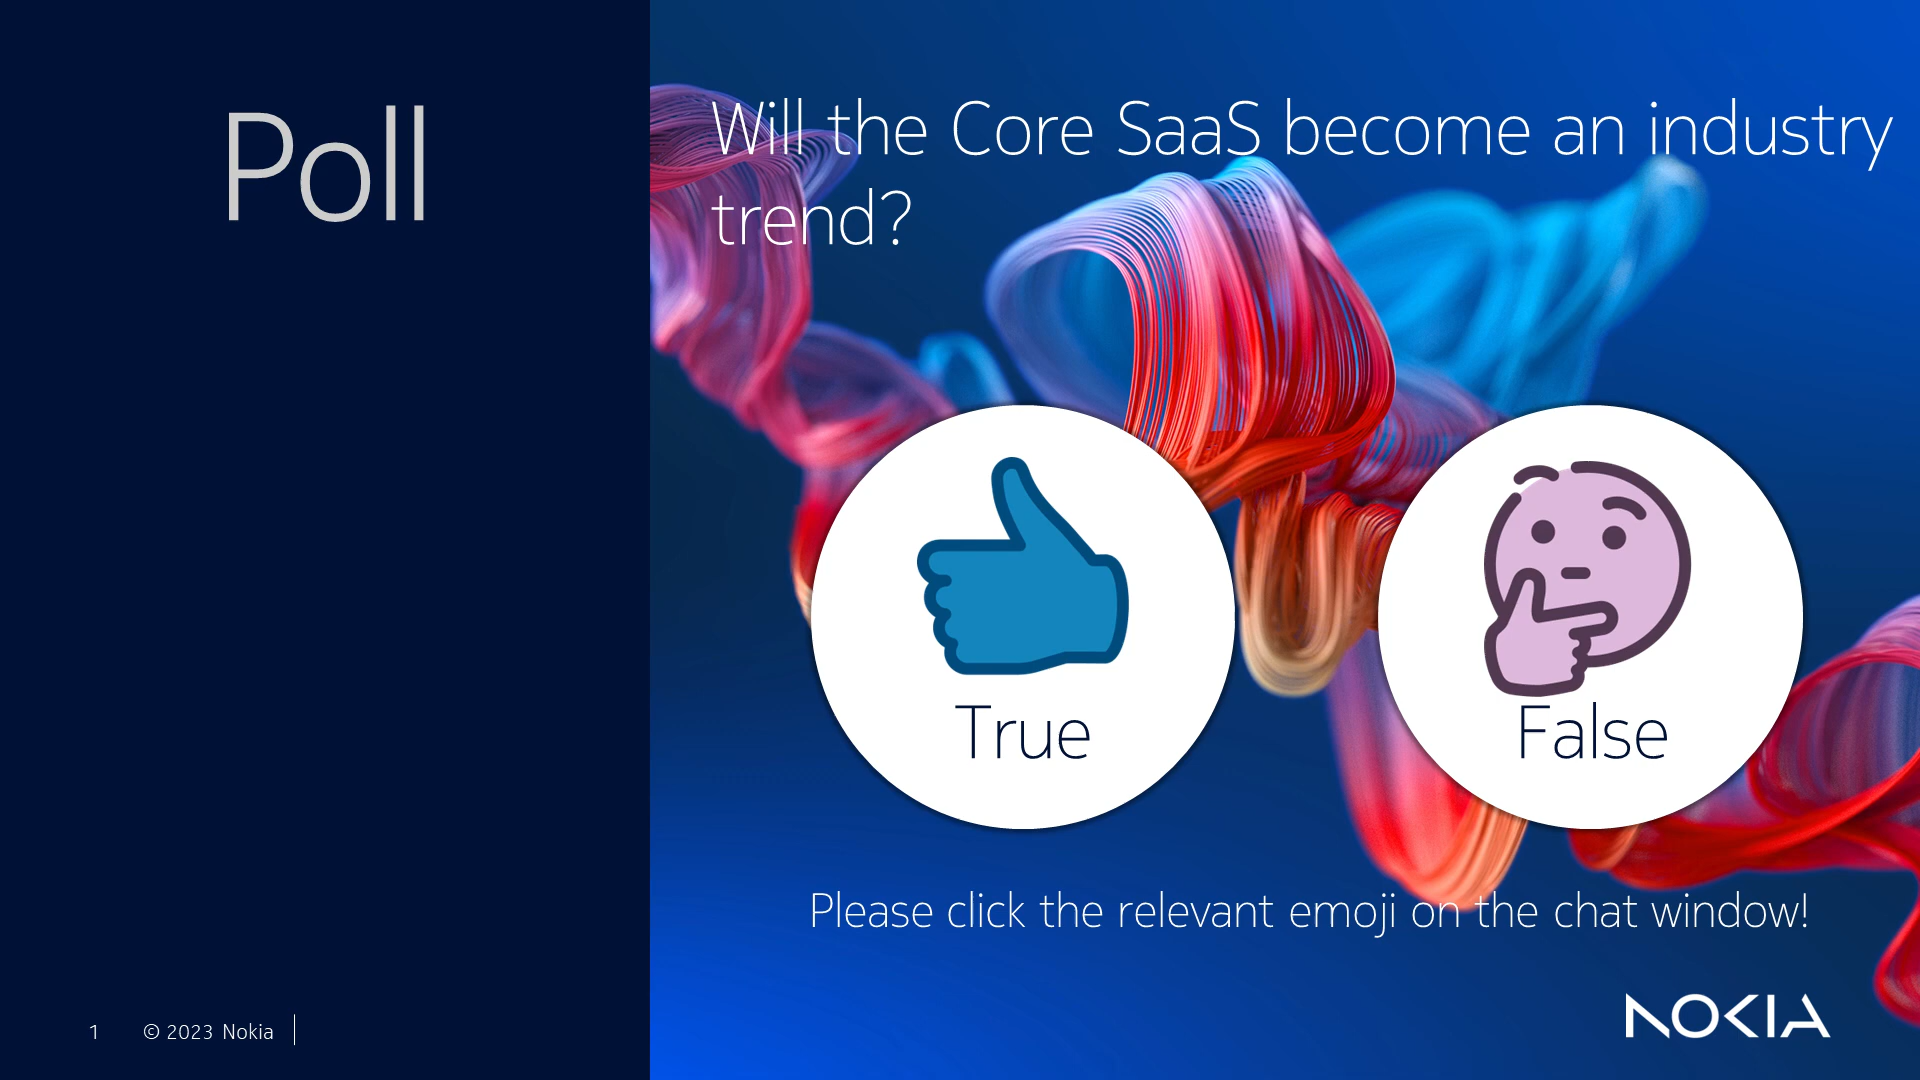 Poll
Will the Core SaaS become an industry
trend?
True
False
Please click the relevant emoji on the chat window!
1
© 2023 Nokia
NOKIA